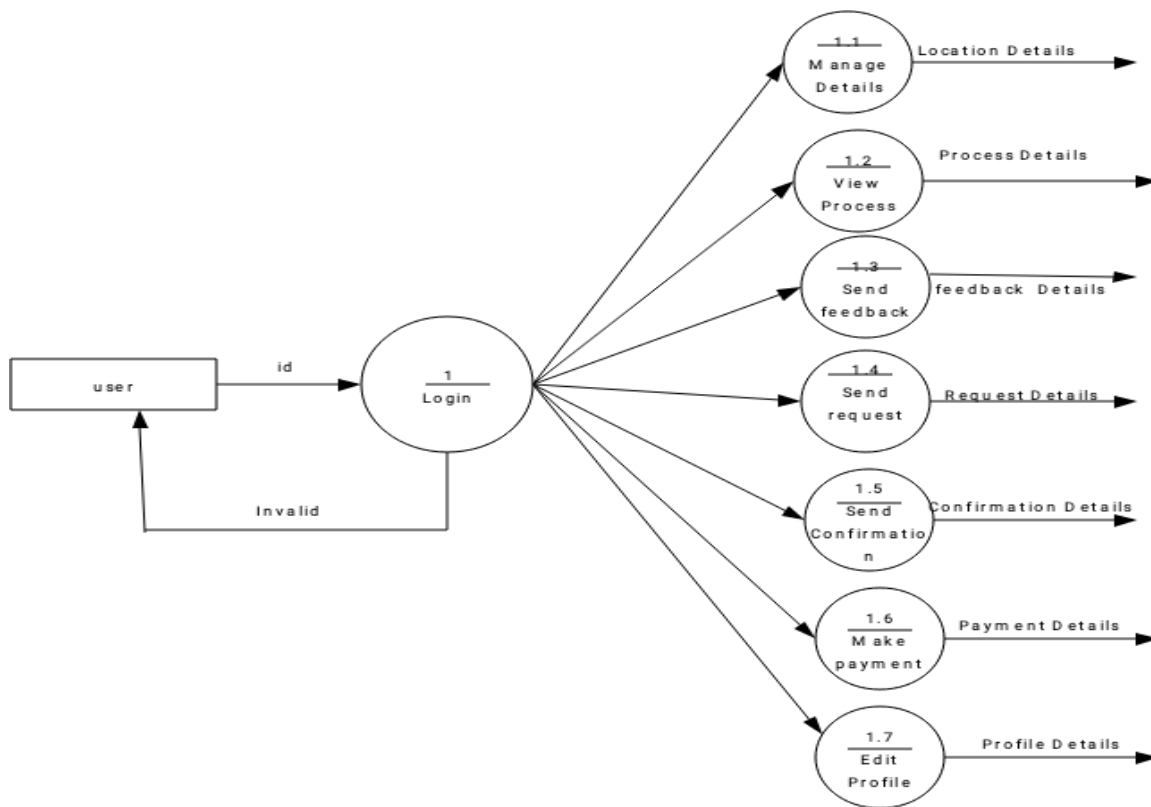 1.1
Manage
Details
Location Details
1.2
View
Process
Process Details
1.3
Send
feedback
feedback Details
1.4
Send
request
Request Details
user
id
1
Login
Invalid
1.5
Send
Confirmatio
n
Confirmation Details
1.6
Make
payment
Payment Details
1.7
Edit
Profile
Profile Details